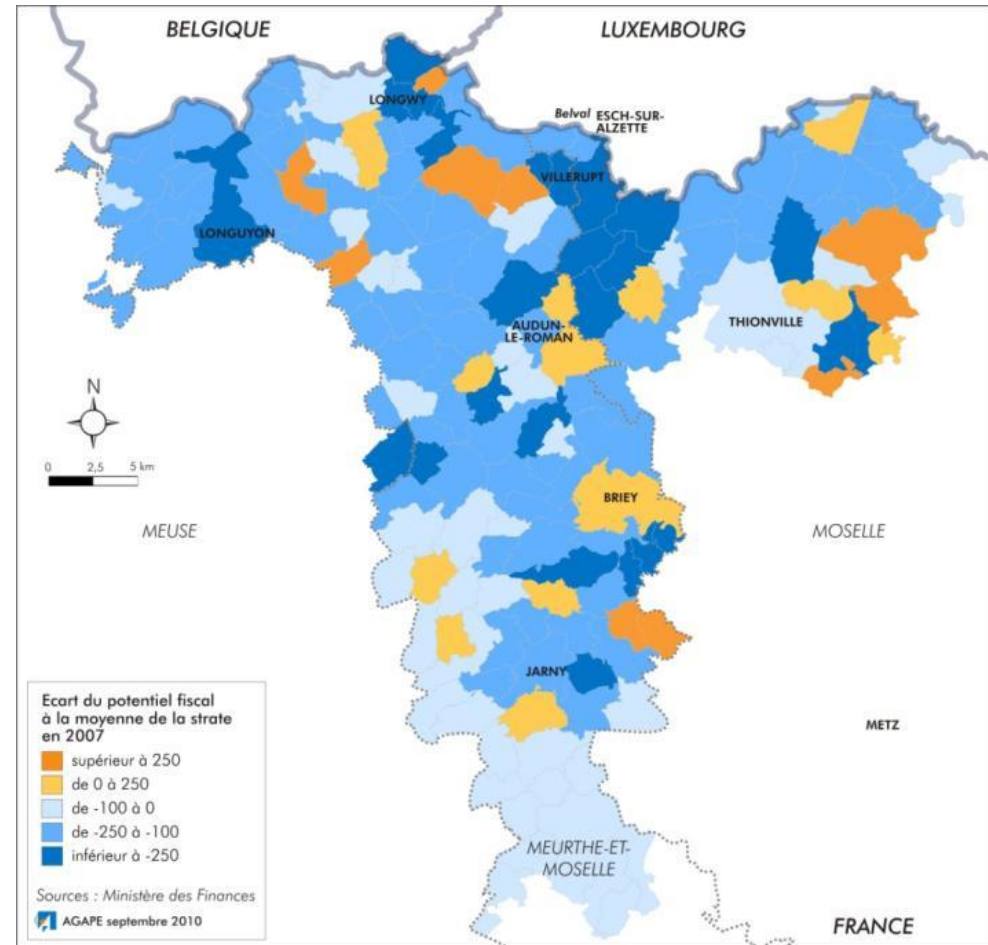 BELGIQUE
LUXEMBOURG
LONGWY
Belval ESCH-SUR-
ALZETTE
VILLERUPT
LONGUYON
THIONVILLE
AUDUN-
LE-ROMAN
N
0 2,5 5 km
BRIEY
MEUSE
MOSELLE
JARNY
METZ
Ecart du potentiel fiscal
à la moyenne de la strate
en 2007
supérieur à 250
de 0 à 250
de -100 à 0
de -250 à -100
inférieur à -250
Sources : Ministère des Finances
AGAPE septembre 2010
MEURTHE-ET-
MOSELLE
FRANCE